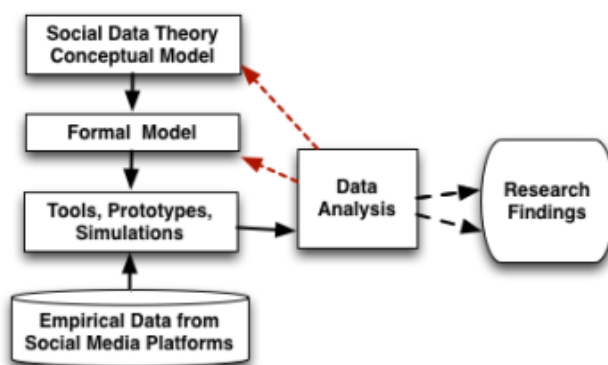 Social Data Theory
Conceptual Model
Formal Model
Tools, Prototypes,
Simulations
Empirical Data from
Social Media Platforms
Data
Analysis
Research
Findings